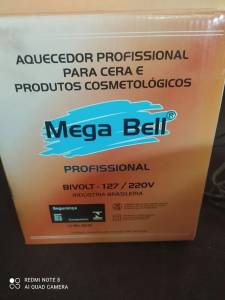 AQUECEDOR PROFISSIONAL
PARA CERA E
PRODUTOS COSMETOLÓGICOS
Mega Bell®
PROFISSIONAL
BIVOLT - 127 / 220V
INDÚSTRIA BRASILEIRA
Segurança
REDMI NOTE 8
AI QUAD CAMERA